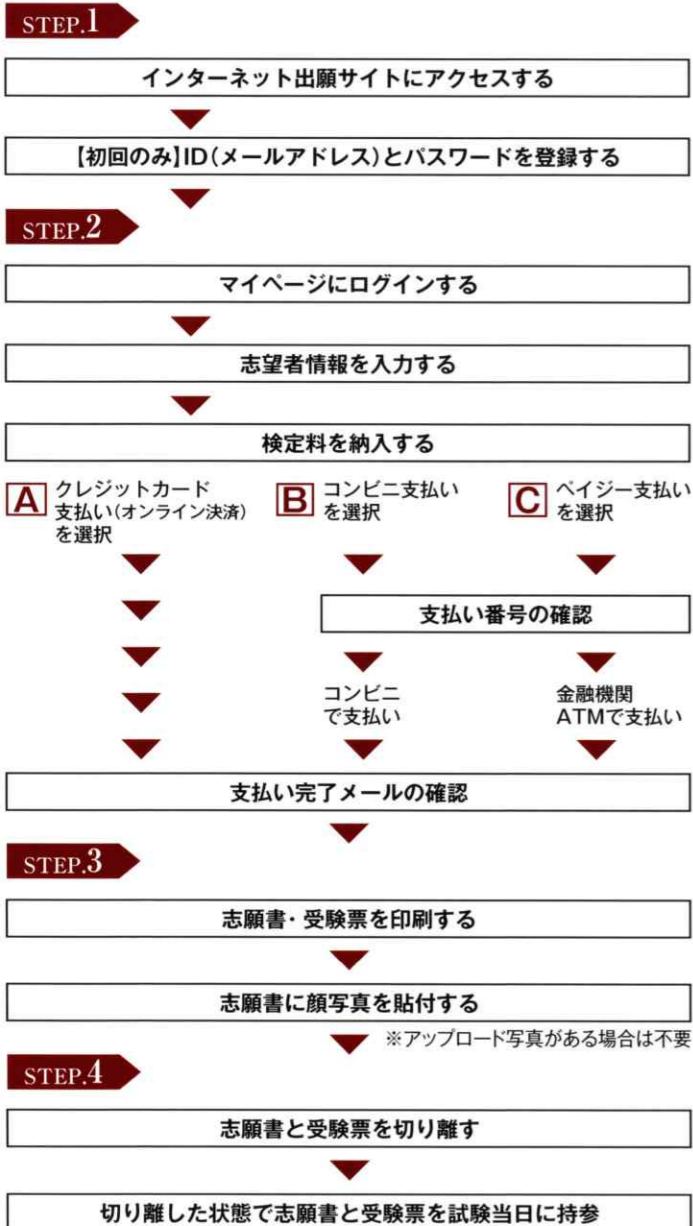 STEP.1
インターネット出願サイトにアクセスする
【初回のみ】ID(メールアドレス)とパスワードを登録する
STEP.2
マイページにログインする
志望者情報を入力する
検定料を納入する
A クレジットカード
支払い(オンライン決済)
を選択
B コンビニ支払い
を選択
C ペイジー支払い
を選択
支払い番号の確認
コンビニ
で支払い
金融機関
ATMで支払い
支払い完了メールの確認
STEP.3
志願書・受験票を印刷する
志願書に顔写真を貼付する
※アップロード写真がある場合は不要
STEP.4
志願書と受験票を切り離す
切り離した状態で志願書と受験票を試験当日に持参